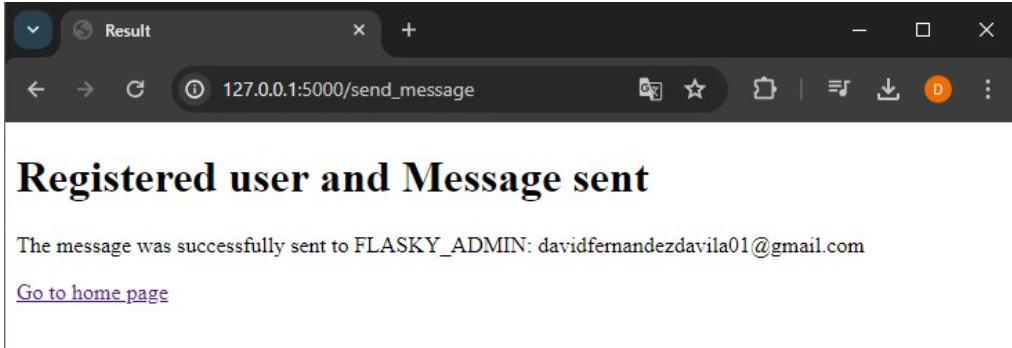 Result
127.0.0.1:5000/send_message
D
Registered user and Message sent
The message was successfully sent to FLASKY_ADMIN: davidfernandezdavila01@gmail.com
Go to home page